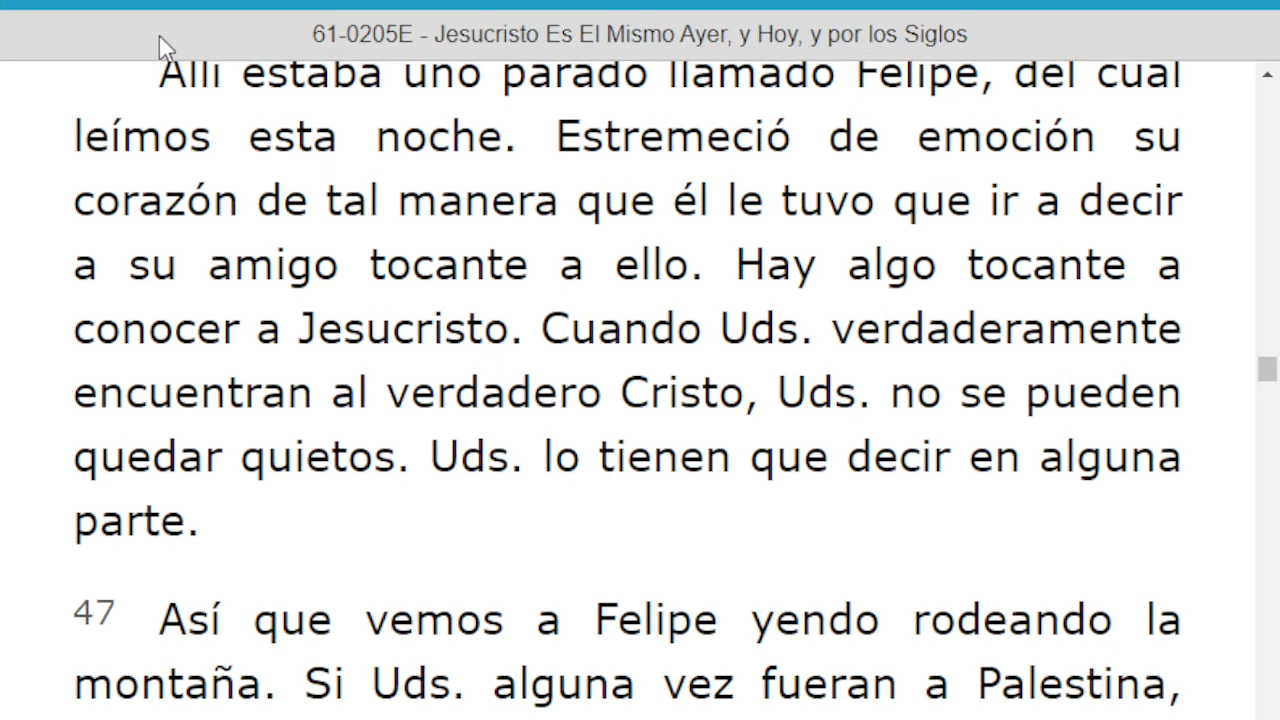 61-0205E - Jesucristo Es El Mismo Ayer, y Hoy, y por los Siglos
Allí estaba uno parado llamado Felipe, del cual
leímos esta noche. Estremeció de emoción su
corazón de tal manera que él le tuvo que ir a decir
a su amigo tocante a ello. Hay algo tocante a
conocer a Jesucristo. Cuando Uds. verdaderamente
encuentran al verdadero Cristo, Uds. no se pueden
quedar quietos. Uds. lo tienen que decir en alguna
parte.
47 Así que vemos a Felipe yendo rodeando la
montaña. Si Uds. alguna vez fueran a Palestina,